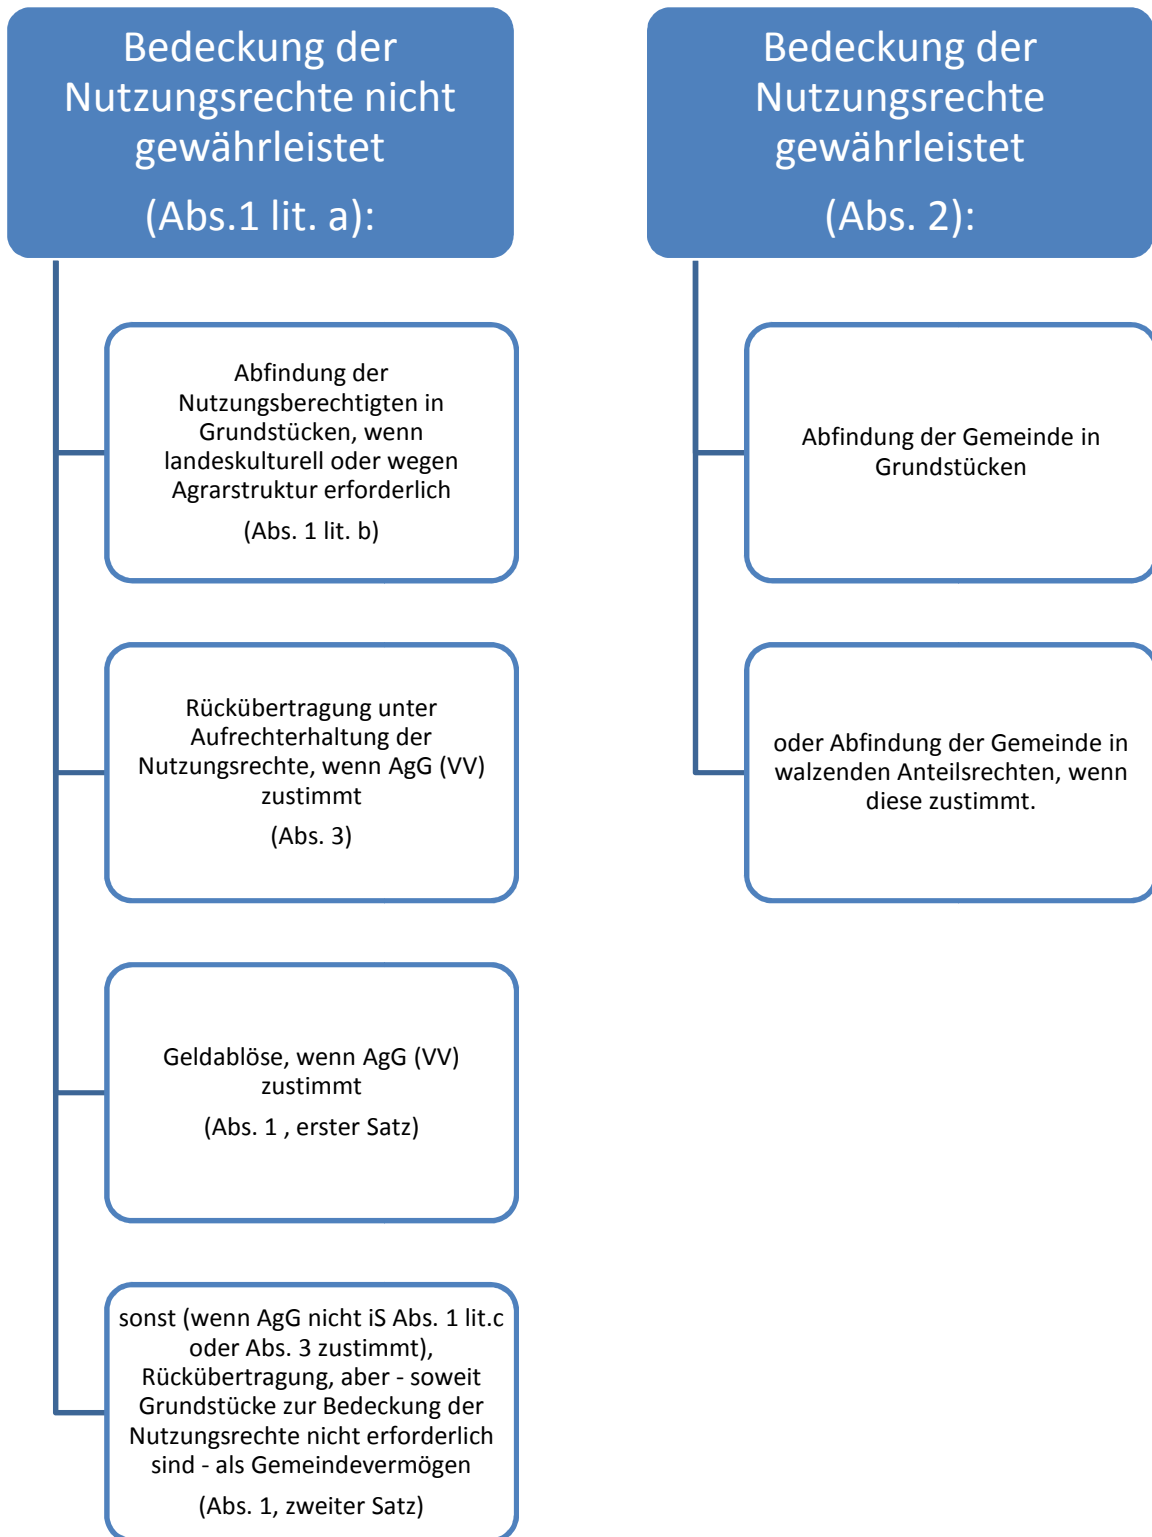 Bedeckung der
Nutzungsrechte nicht
gewährleistet
(Abs.1 lit. a):
Abfindung der
Nutzungsberechtigten in
Grundstücken, wenn
landeskulturell oder wegen
Agrarstruktur erforderlich
(Abs. 1 lit. b)
Rückübertragung unter
Aufrechterhaltung der
Nutzungsrechte, wenn AgG (VV)
zustimmt
(Abs. 3)
Geldablöse, wenn AgG (VV)
zustimmt
(Abs. 1 , erster Satz)
sonst (wenn AgG nicht iS Abs. 1 lit.c
oder Abs. 3 zustimmt),
Rückübertragung, aber - soweit
Grundstücke zur Bedeckung der
Nutzungsrechte nicht erforderlich
sind - als Gemeindevermögen
(Abs. 1, zweiter Satz)
Bedeckung der
Nutzungsrechte
gewährleistet
(Abs. 2):
Abfindung der Gemeinde in
Grundstücken
oder Abfindung der Gemeinde in
walzenden Anteilsrechten, wenn
diese zustimmt.